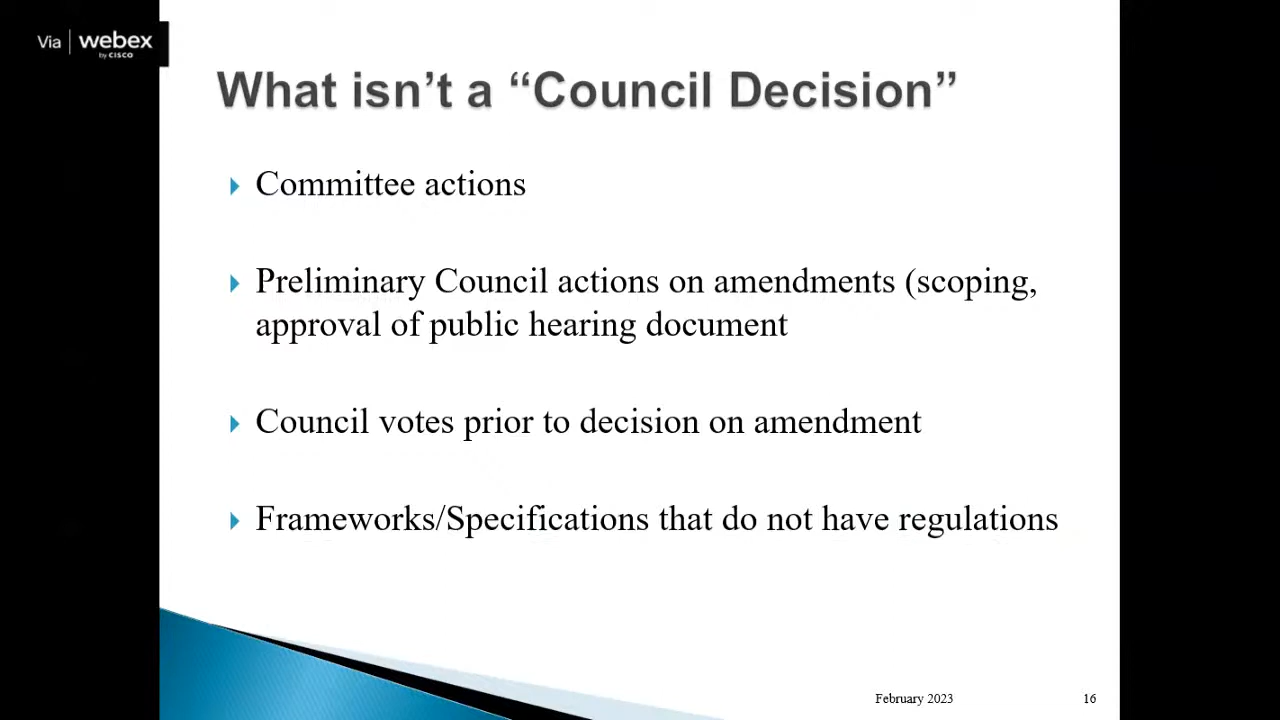 Via webex
by CISCO
What isn't a “Council Decision”
Committee actions
Preliminary Council actions on amendments (scoping,
approval of public hearing document
Council votes prior to decision on amendment
Frameworks/Specifications that do not have regulations
February 2023 16